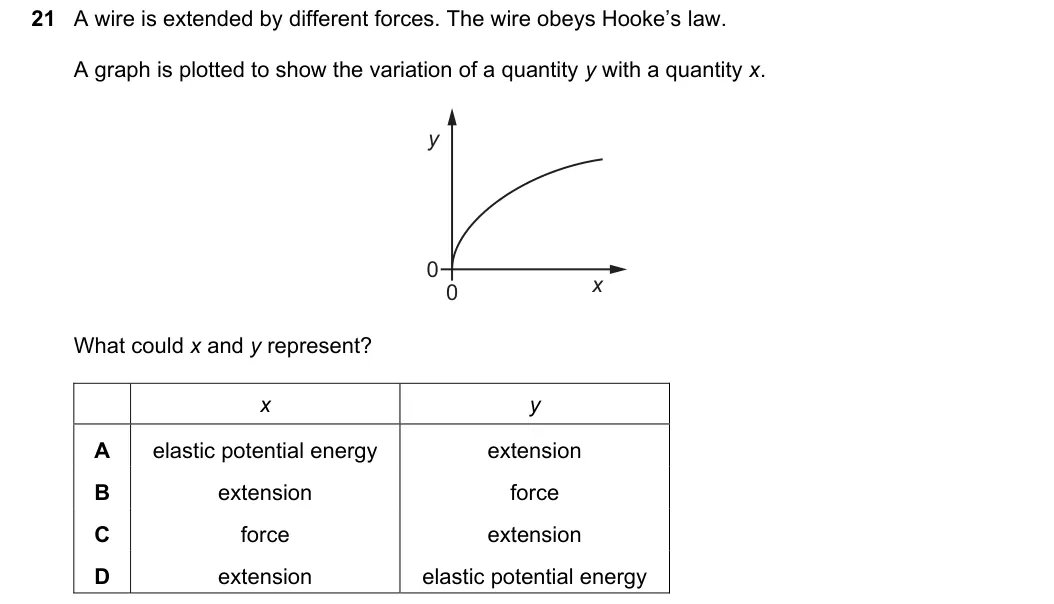 21 A wire is extended by different forces. The wire obeys Hooke’s law.
A graph is plotted to show the variation of a quantity y with a quantity x.
y
0
0
x
What could x and y represent?
x y
A elastic potential energy extension
B extension force
C force extension
D extension elastic potential energy